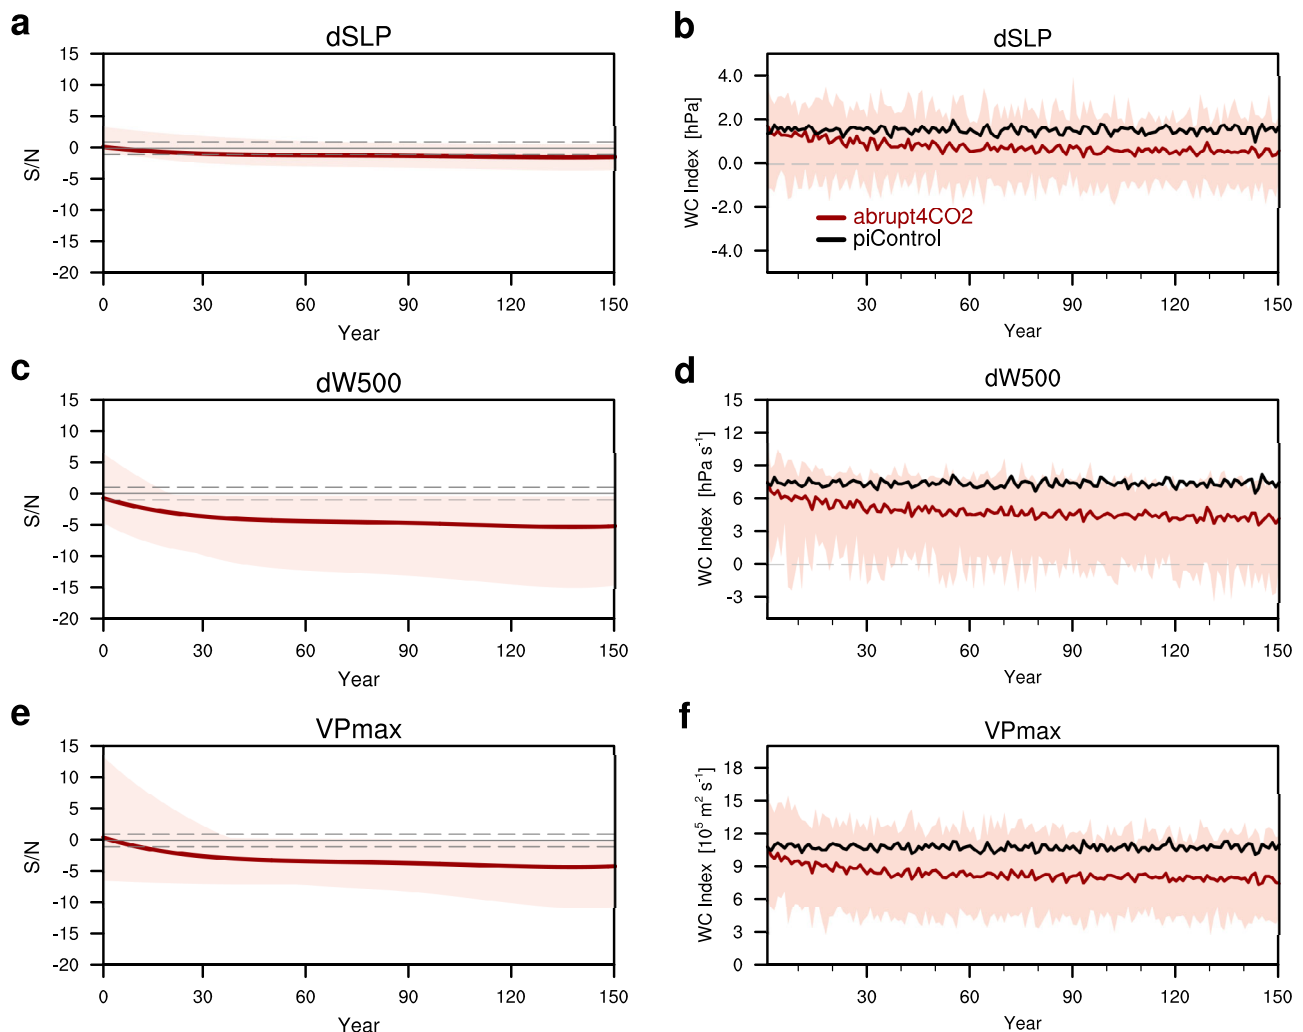 a
dSLP
15
10
5
0
-5
-10
-15
-20
S/N
0 30 60 90 120 150
Year
b
dSLP
4.0
2.0
0.0
-2.0
-4.0
WC Index [hPa]
abrupt4CO2
piControl
30 60 90 120 150
Year
c
dW500
15
10
5
0
-5
-10
-15
-20
S/N
0 30 60 90 120 150
Year
d
dW500
15
12
9
6
3
0
-3
WC Index [hPa s⁻¹]
30 60 90 120 150
Year
e
VPmax
15
10
5
0
-5
-10
-15
-20
S/N
0 30 60 90 120 150
Year
f
VPmax
18
15
12
9
6
3
0
WC Index [10⁵ m² s⁻¹]
30 60 90 120 150
Year